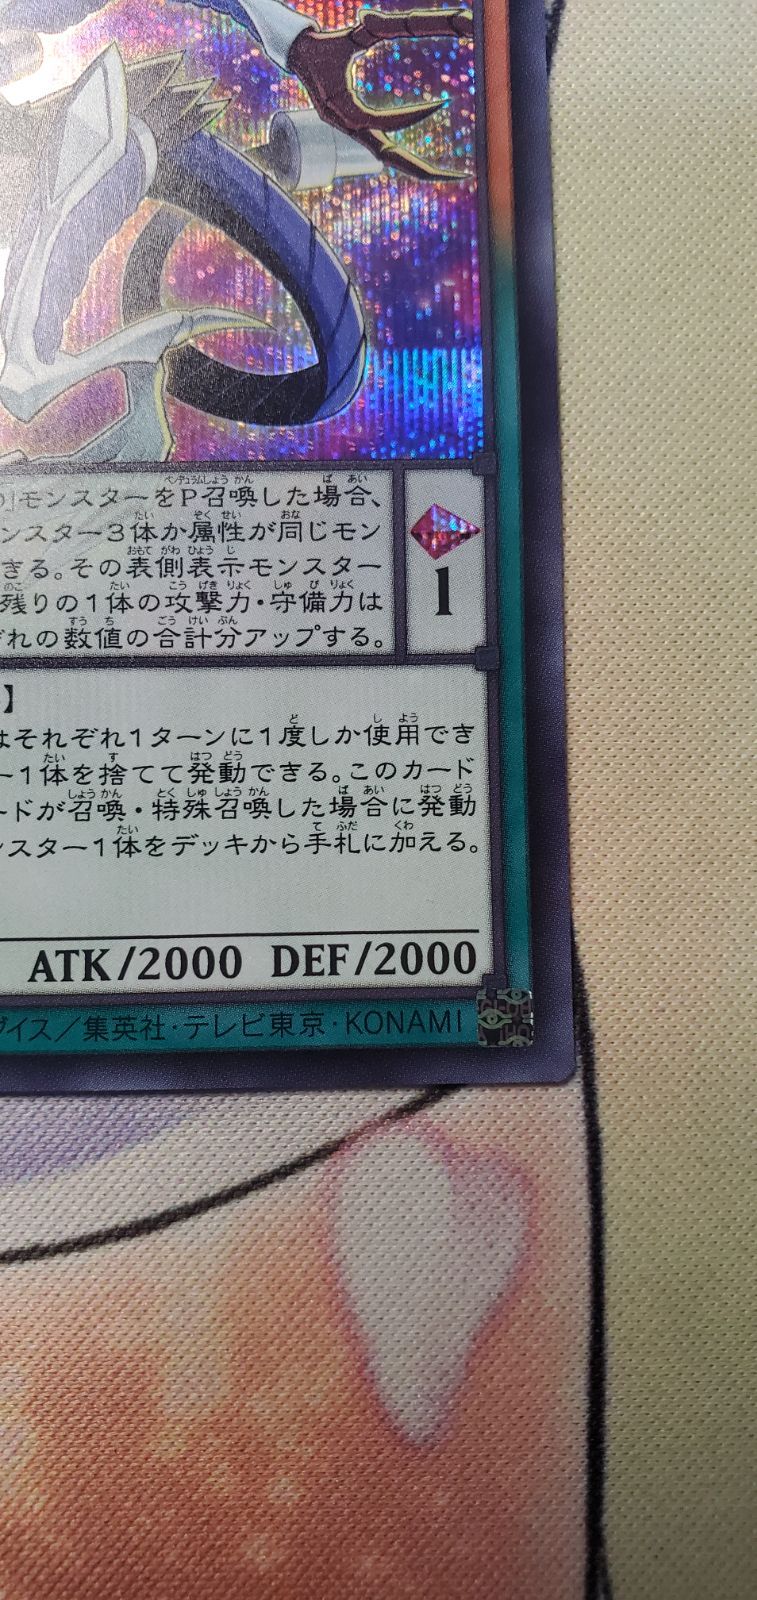 」モンスターをP召喚した場合、
ンスター3体か属性が同じモン
きる。その表側表示モンスター
残りの1体の攻撃力・守備力は
れの数値の合計分アップする。
1
】
はそれぞれ1ターンに1度しか使用でき
ー1体を捨てて発動できる。このカード
ードが召喚・特殊召喚した場合に発動
ンスター1体をデッキから手札に加える。
ATK/2000 DEF/2000
イス/集英社・テレビ東京・KONAMI